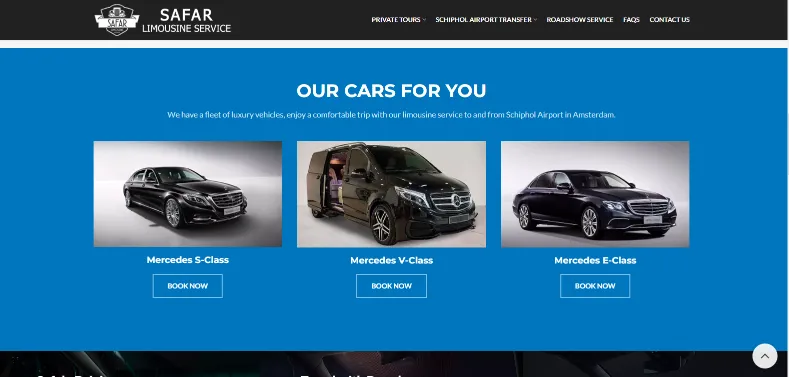 SAFAR
SAFAR
LIMOUSINE SERVICE
PRIVATE TOURS
SCHIPHOL AIRPORT TRANSFER
ROADSHOW SERVICE
FAQS
CONTACT US
OUR CARS FOR YOU
We have a fleet of luxury vehicles, enjoy a comfortable trip with our limousine service to and from Schiphol Airport in Amsterdam.
Mercedes S-Class
Mercedes V-Class
Mercedes E-Class
BOOK NOW
BOOK NOW
BOOK NOW